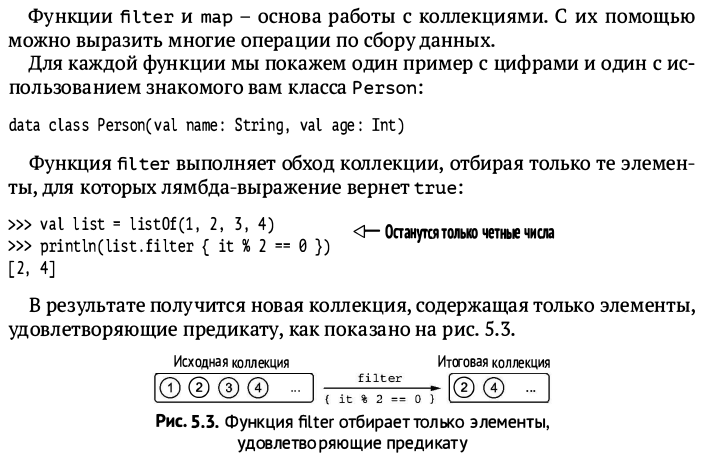 Функции filter и map – основа работы с коллекциями. С их помощью
можно выразить многие операции по сбору данных.
Для каждой функции мы покажем один пример с цифрами и один с ис-
пользованием знакомого вам класса Person:
data class Person(val name: String, val age: Int)
Функция filter выполняет обход коллекции, отбирая только те элемен-
ты, для которых лямбда-выражение вернет true:
>>> val list = listOf(1, 2, 3, 4)
>>> println(list.filter { it % 2 == 0 })
Останутся только четные числа
[2, 4]
В результате получится новая коллекция, содержащая только элементы,
удовлетворяющие предикату, как показано на рис. 5.3.
Исходная коллекция
1 2 3 4 ...
filter
{ it % 2 == 0 }
Итоговая коллекция
2 4 ...
Рис. 5.3. Функция filter отбирает только элементы,
удовлетворяющие предикату